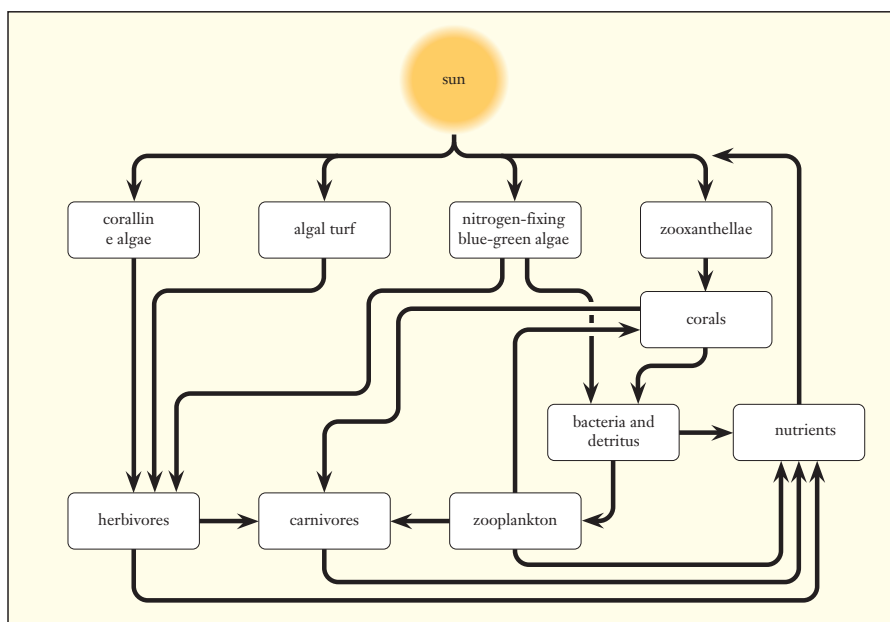 sun
corallin
e algae
algal turf
nitrogen-fixing
blue-green algae
zooxanthellae
corals
bacteria and
detritus
nutrients
herbivores
carnivores
zooplankton